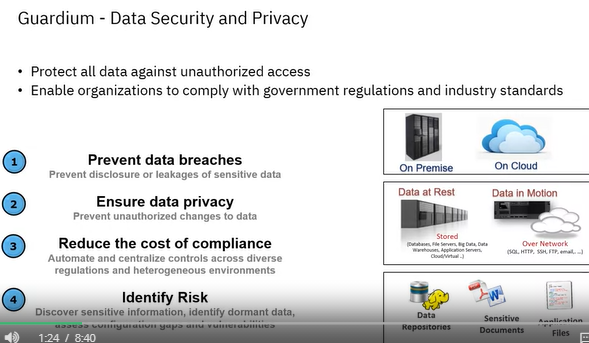 Guardium - Data Security and Privacy
• Protect all data against unauthorized access
• Enable organizations to comply with government regulations and industry standards
1
Prevent data breaches
Prevent disclosure or leakages of sensitive data
2
Ensure data privacy
Prevent unauthorized changes to data
3
Reduce the cost of compliance
Automate and centralize controls across diverse
regulations and heterogeneous environments
4
Identify Risk
Discover sensitive information, identify dormant data,
assess configuration gaps and vulnerabilities
On Premise
On Cloud
Data at Rest
Data in Motion
Stored
(Databases, File Servers, Big Data, Data
Warehouses, Application Servers,
Cloud/Virtual ..)
Over Network
(SQL, HTTP, SSH, FTP, email,. ...)
Data
Repositories
Sensitive
Documents
Application
Files
1:24 / 8:40